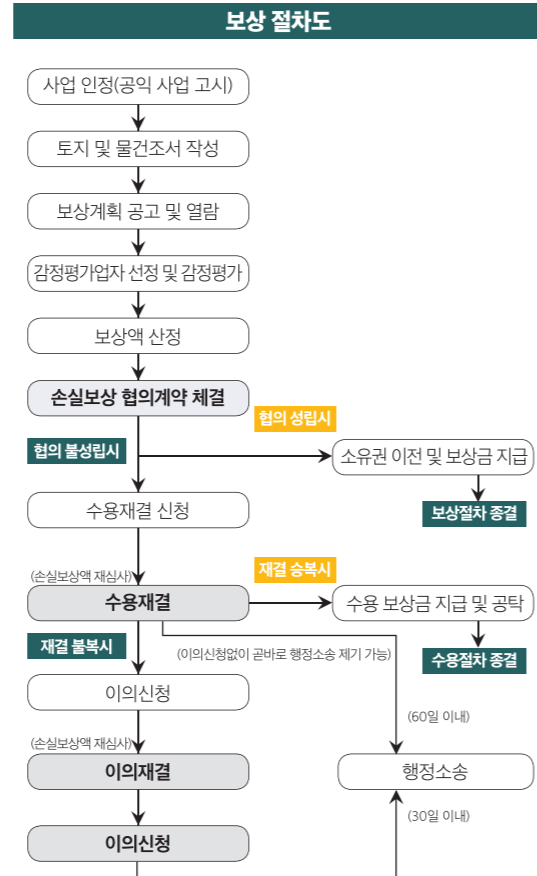 보상 절차도
사업 인정(공익 사업 고시)
토지 및 물건조서 작성
보상계획 공고 및 열람
감정평가업자 선정 및 감정평가
보상액 산정
손실보상 협의계약 체결
협의 성립시
협의 불성립시
소유권 이전 및 보상금 지급
보상절차 종결
수용재결 신청
재결 승복시
(손실보상액 재심사)
수용재결
수용 보상금 지급 및 공탁
재결 불복시
(이의신청없이 곧바로 행정소송 제기 가능)
수용절차 종결
이의신청
(60일 이내)
(손실보상액 재심사)
이의재결
행정소송
(30일 이내)
이의신청